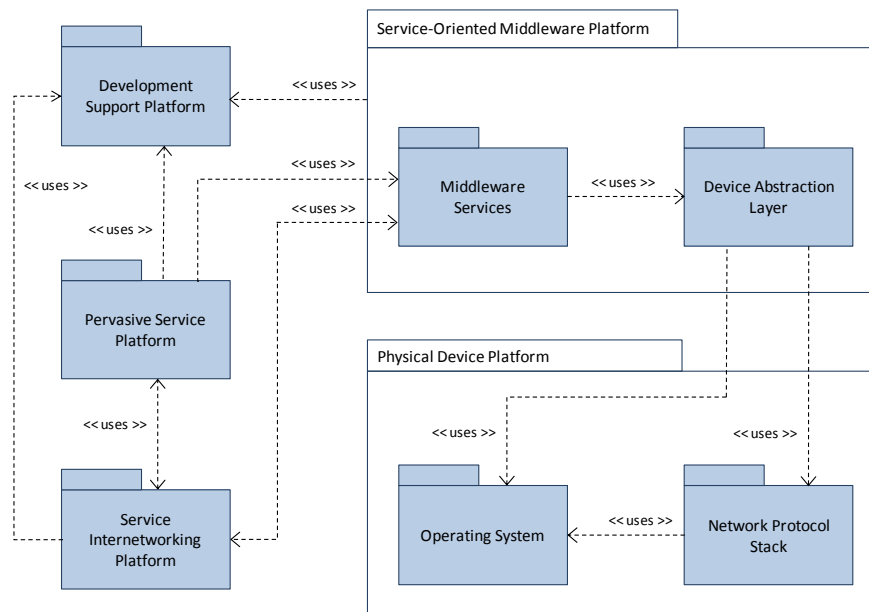 Service-Oriented Middleware Platform
Development
Support Platform
<< uses >>
<< uses >>
Middleware
Services
<< uses >>
Device Abstraction
Layer
<< uses >>
<< uses >>
<< uses >>
Pervasive Service
Platform
Physical Device Platform
<< uses >>
<< uses >>
<< uses >>
Service
Internetworking
Platform
Operating System
<< uses >>
Network Protocol
Stack